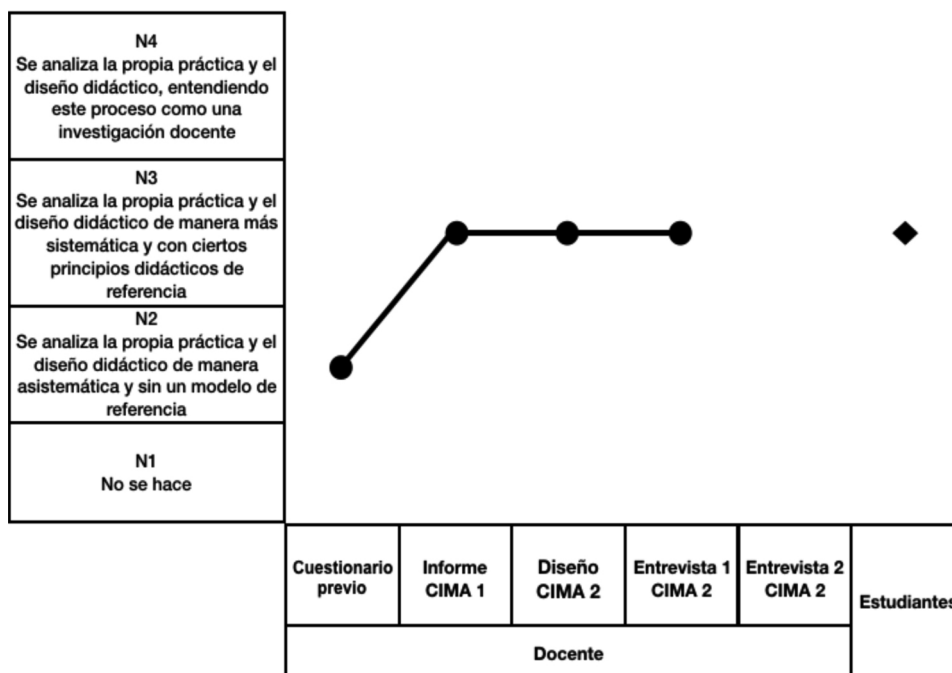 N4
Se analiza la propia práctica y el
diseño didáctico, entendiendo
este proceso como una
investigación docente
N3
Se analiza la propia práctica y el
diseño didáctico de manera más
sistemática y con ciertos
principios didácticos de
referencia
N2
Se analiza la propia práctica y el
diseño didáctico de manera
asistemática y sin un modelo de
referencia
N1
No se hace
Cuestionario
previo
Informe
CIMA 1
Diseño
CIMA 2
Entrevista 1
CIMA 2
Entrevista 2
CIMA 2
Estudiantes
Docente